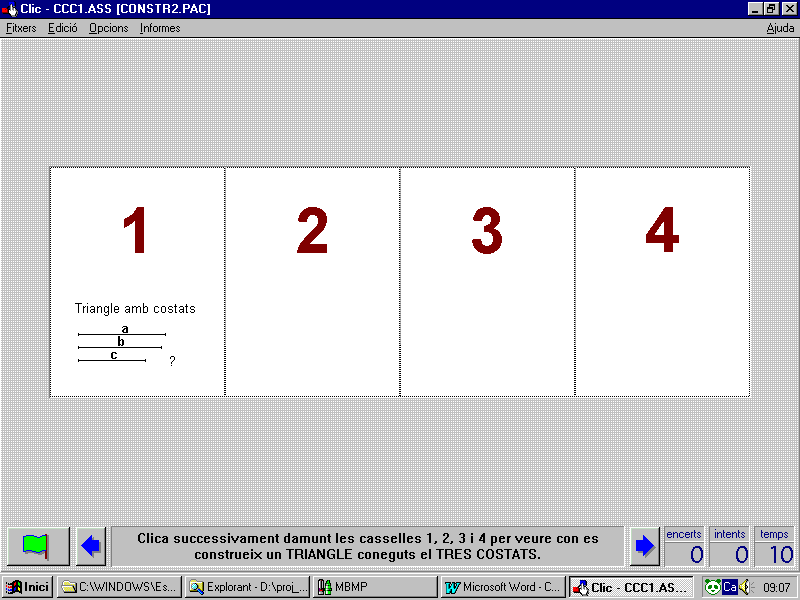 Clic - CCC1.ASS [CONSTR2.PAC]
Fitxers Edició Opcions Informes Ajuda
1 2 3 4
Triangle amb costats
a
b
c
?
Clica successivament damunt les casselles 1, 2, 3 i 4 per veure con es
construeix un TRIANGLE coneguts el TRES COSTATS.
encerts intents temps
0 0 10
Inici C:\WINDOWS\Es... Explorant - D:\proj_... MBMP Microsoft Word - C... Clic - CCC1.AS... Ca 09:07